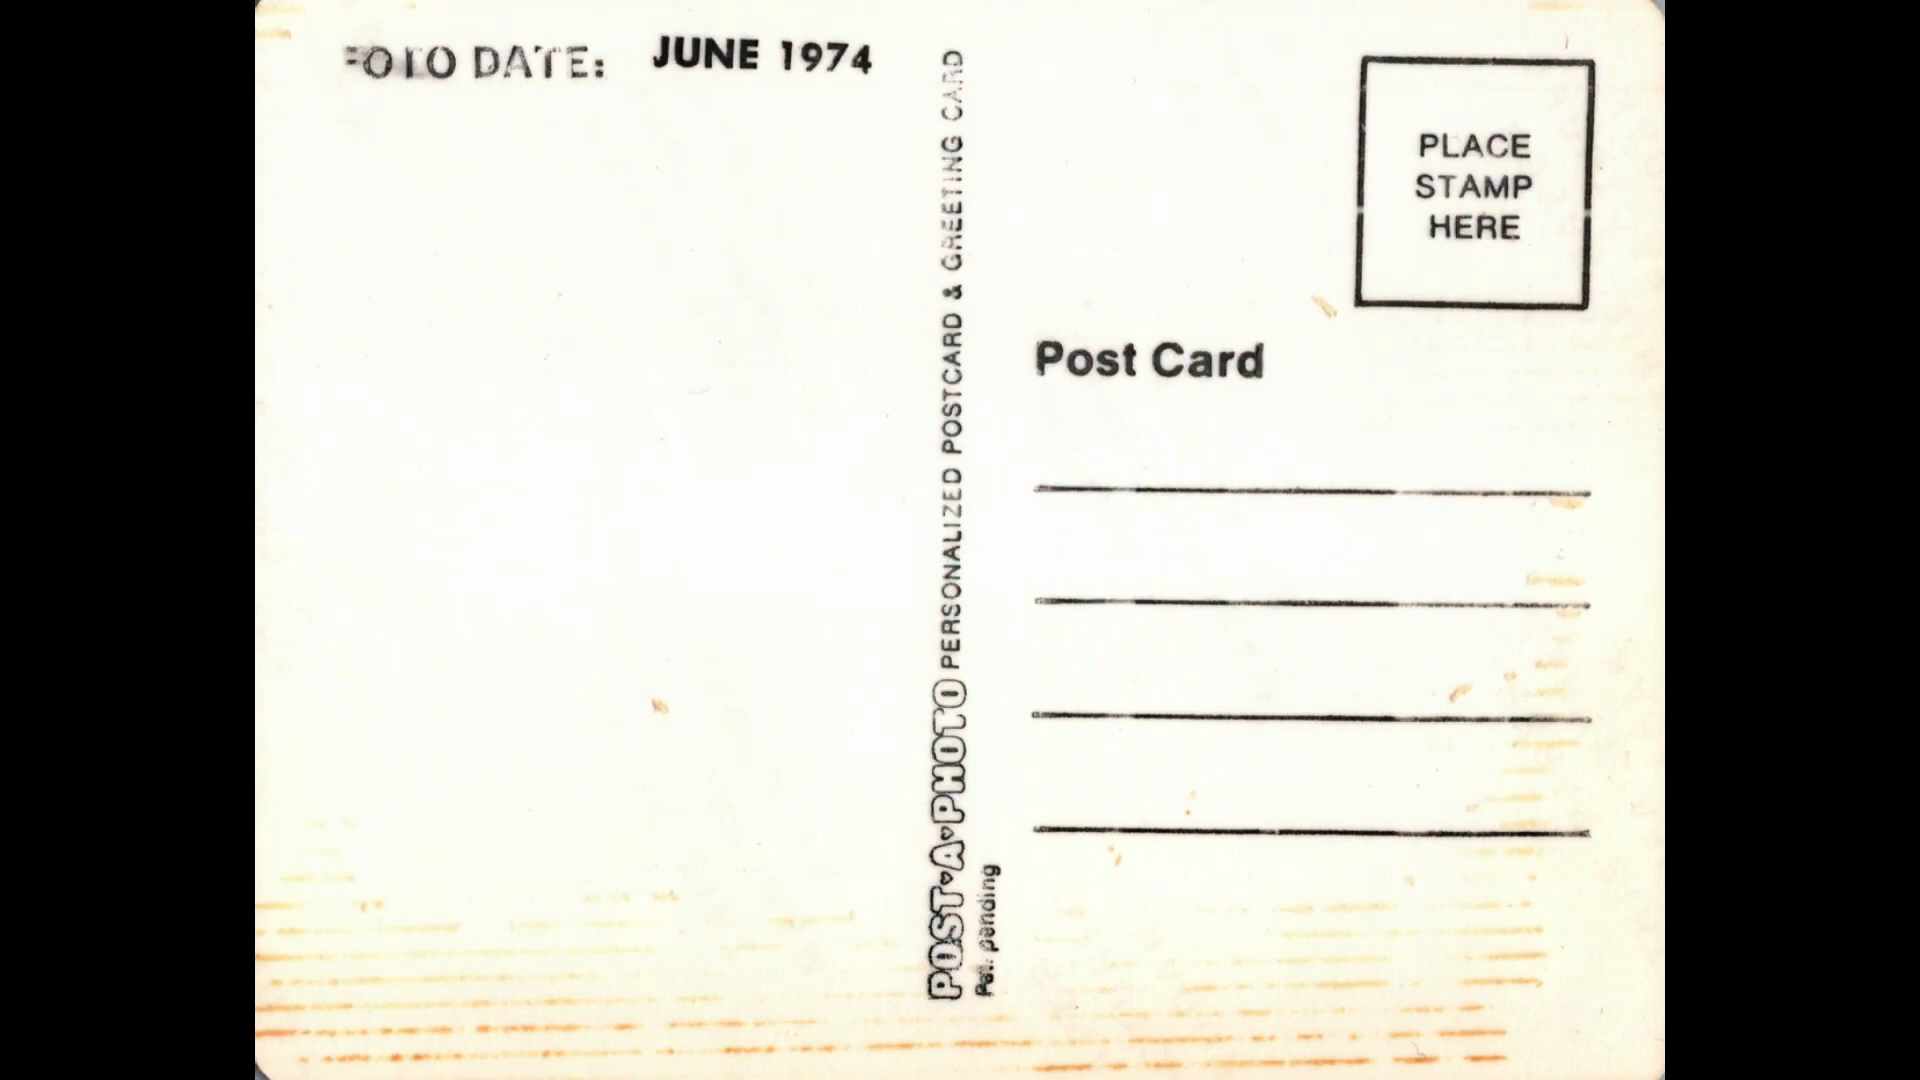 FOTO DATE: JUNE 1974
POST-A-PHOTO PERSONALIZED POSTCARD & GREETING CARD
Pat. pending
PLACE
STAMP
HERE
Post Card